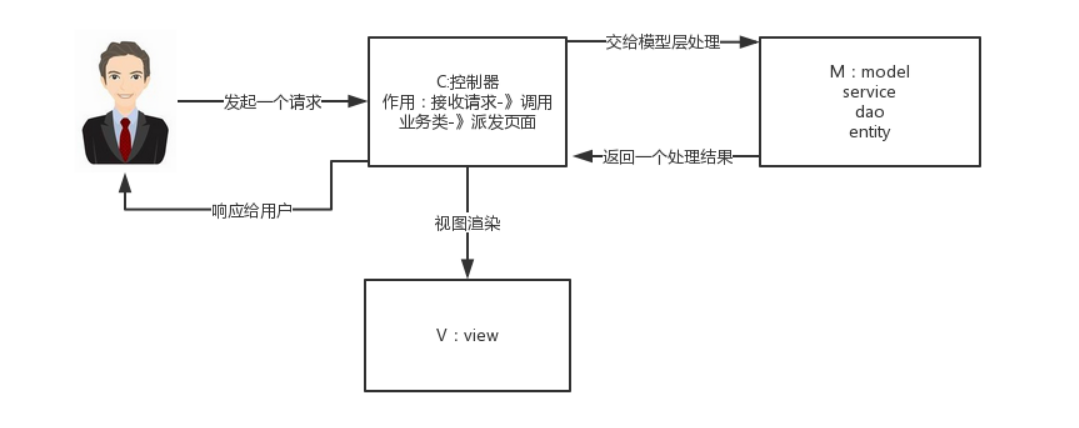 交给模型层处理
C:控制器
作用：接收请求-》调用
业务类-》派发页面
M：model
service
dao
entity
发起一个请求
返回一个处理结果
响应给用户
视图渲染
V：view